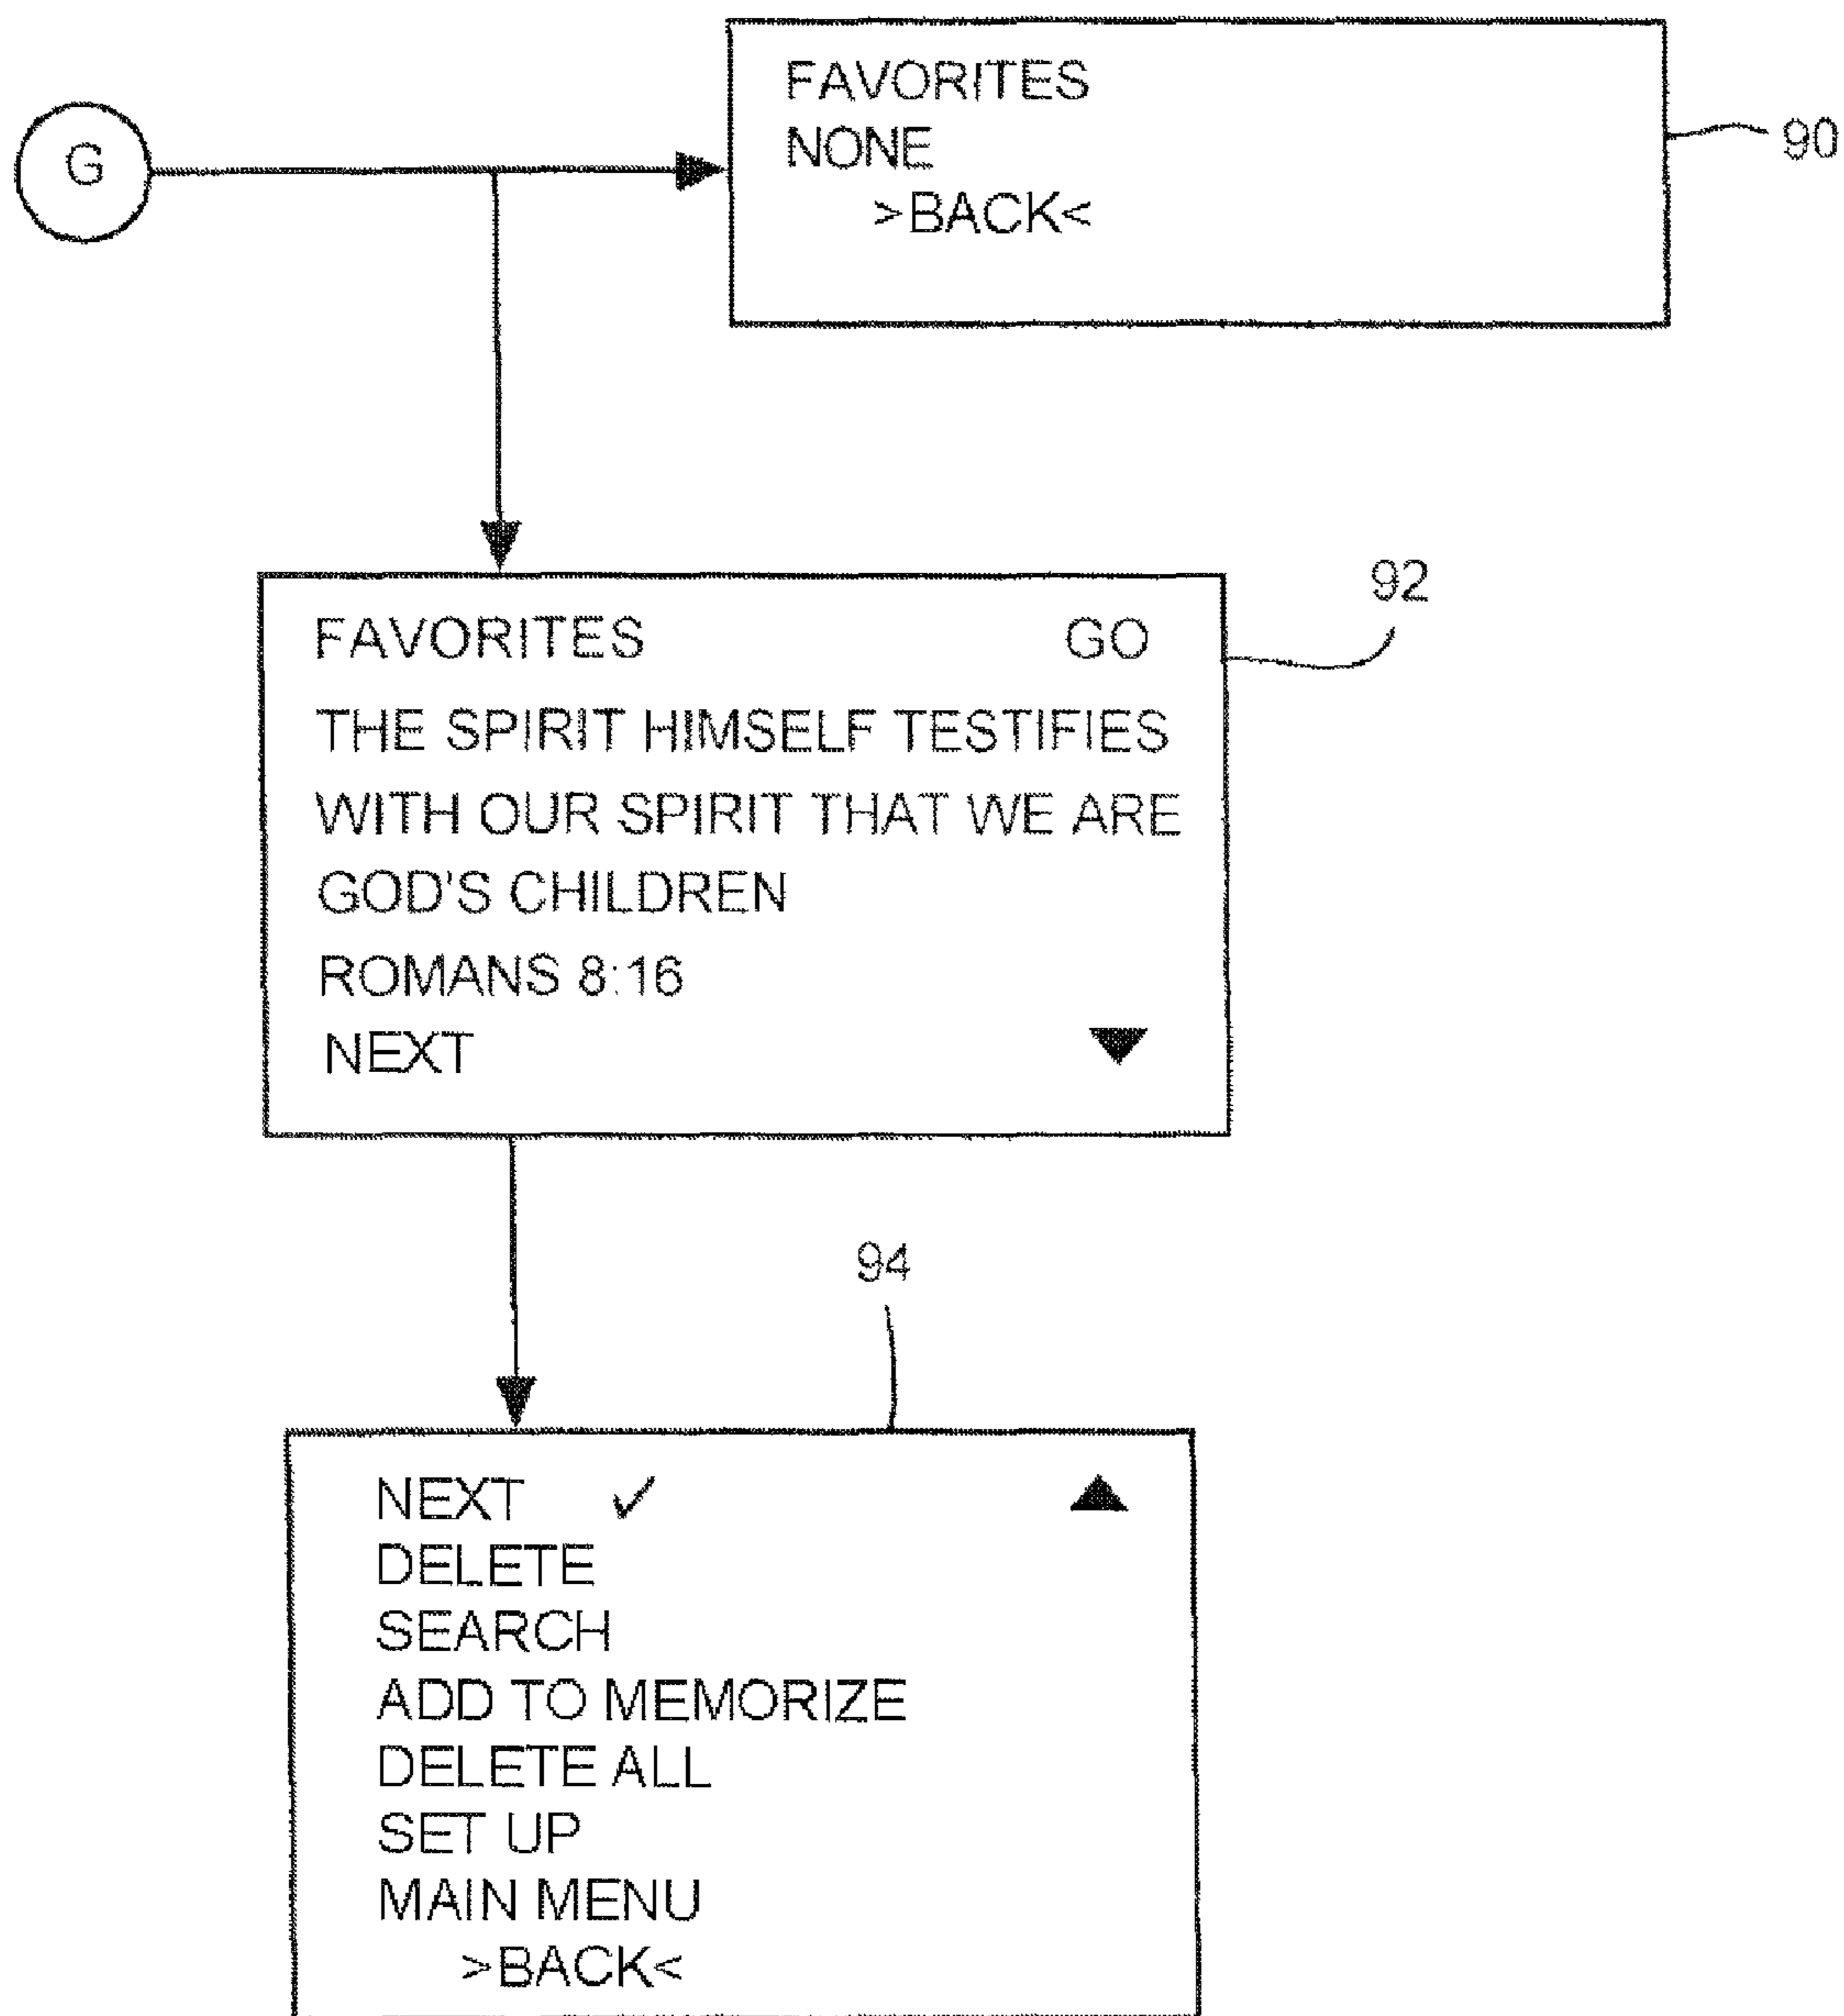 G
FAVORITES
NONE
>BACK<
90
FAVORITES GO
THE SPIRIT HIMSELF TESTIFIES
WITH OUR SPIRIT THAT WE ARE
GOD'S CHILDREN
ROMANS 8:16
NEXT
92
94
NEXT ✓
DELETE
SEARCH
ADD TO MEMORIZE
DELETE ALL
SET UP
MAIN MENU
>BACK<